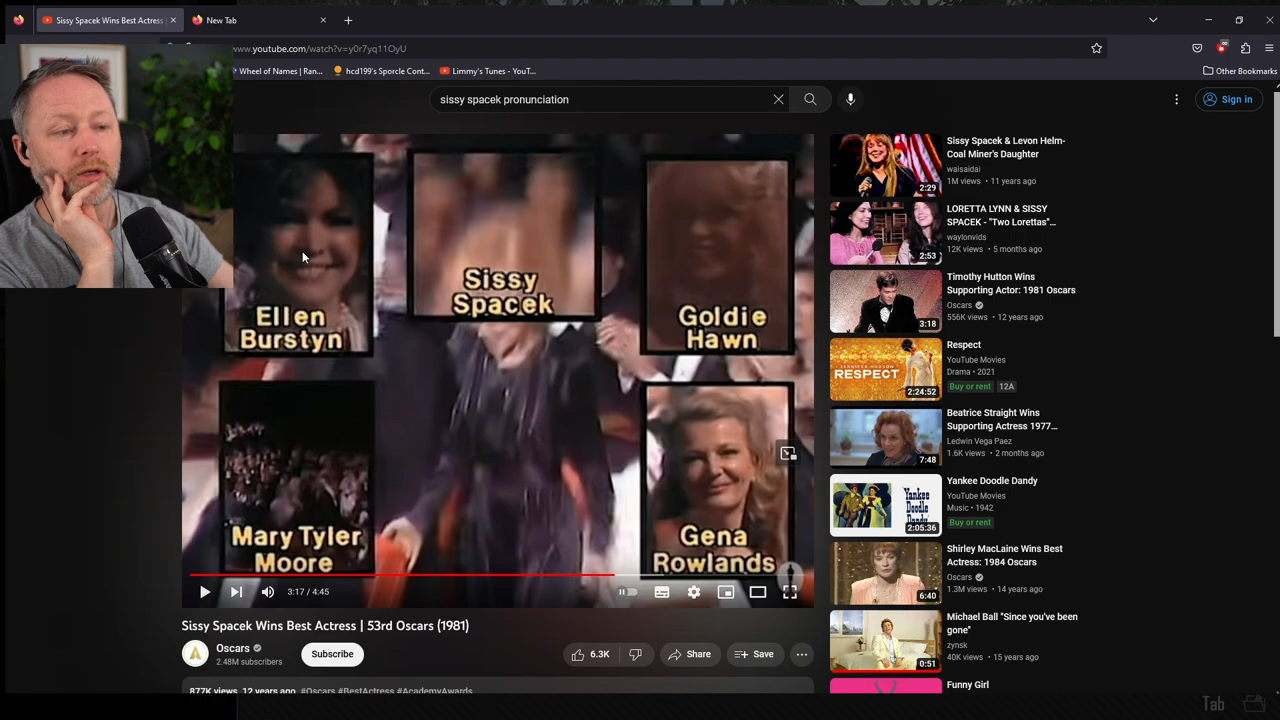 Sissy Spacek Wins Best Actress
New Tab
www.youtube.com/watch?v=y0r7yq11OyU
Wheel of Names | Ran...
hcd199's Sporcle Cont...
Limmy's Tunes - YouT...
Other Bookmarks
sissy spacek pronunciation
Sign in
Ellen
Burstyn
Sissy
Spacek
Goldie
Hawn
Mary Tyler
Moore
Gena
Rowlands
3:17 / 4:45
Sissy Spacek Wins Best Actress | 53rd Oscars (1981)
Oscars
2.48M subscribers
Subscribe
6.3K
Share
Save
877K views 12 years ago #Oscars #BestActress #AcademyAwards
Sissy Spacek & Levon Helm-
Coal Miner's Daughter
waisaidai
1M views • 11 years ago
2:29
LORETTA LYNN & SISSY
SPACEK - "Two Lorettas"...
waylonvids
12K views • 5 months ago
2:53
Timothy Hutton Wins
Supporting Actor: 1981 Oscars
Oscars
556K views • 12 years ago
3:18
Respect
YouTube Movies
Drama • 2021
Buy or rent 12A
RESPECT
2:24:52
Beatrice Straight Wins
Supporting Actress 1977...
Ledwin Vega Paez
1.6K views • 2 months ago
7:48
Yankee Doodle Dandy
YouTube Movies
Music • 1942
Buy or rent
Yankee
Doodle
Dandy
2:05:36
Shirley MacLaine Wins Best
Actress: 1984 Oscars
Oscars
1.3M views • 14 years ago
6:40
Michael Ball "Since you've been
gone"
zynsk
40K views • 15 years ago
0:51
Funny Girl
Tab